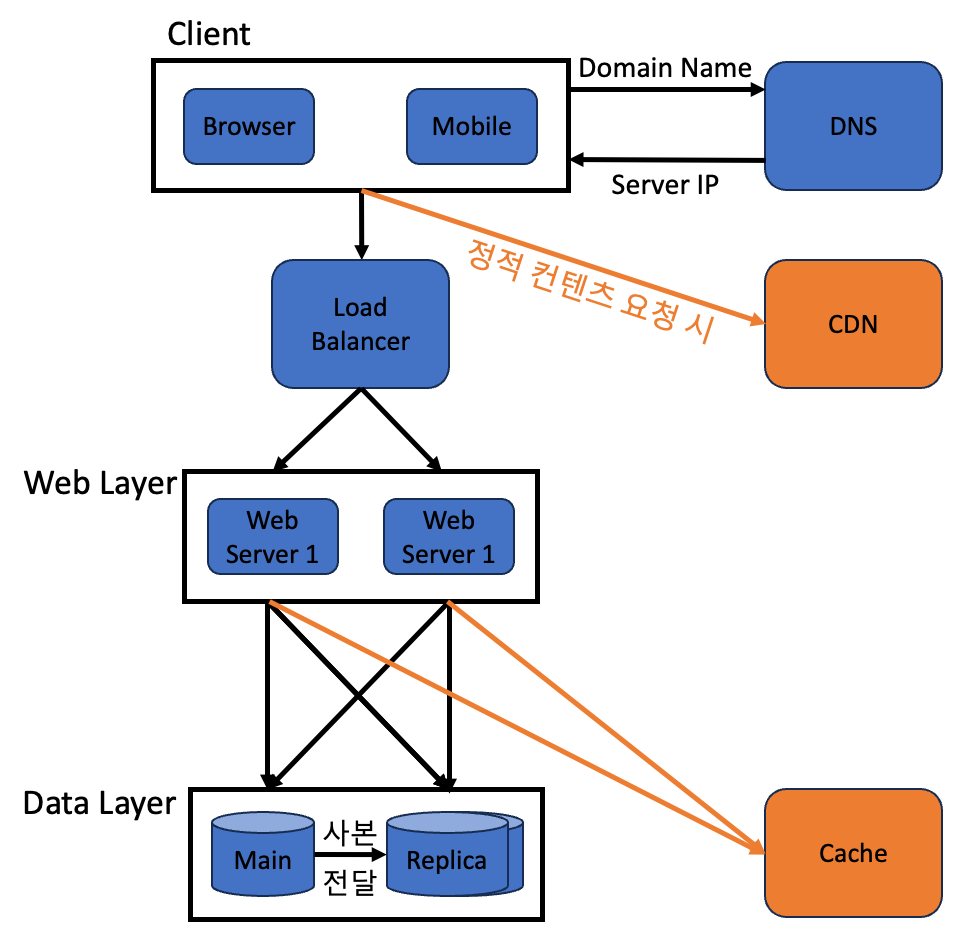 Client
Browser
Mobile
Domain Name
DNS
Server IP
정적 컨텐츠 요청 시
CDN
Load
Balancer
Web Layer
Web
Server 1
Web
Server 1
Data Layer
Main
사본
전달
Replica
Cache